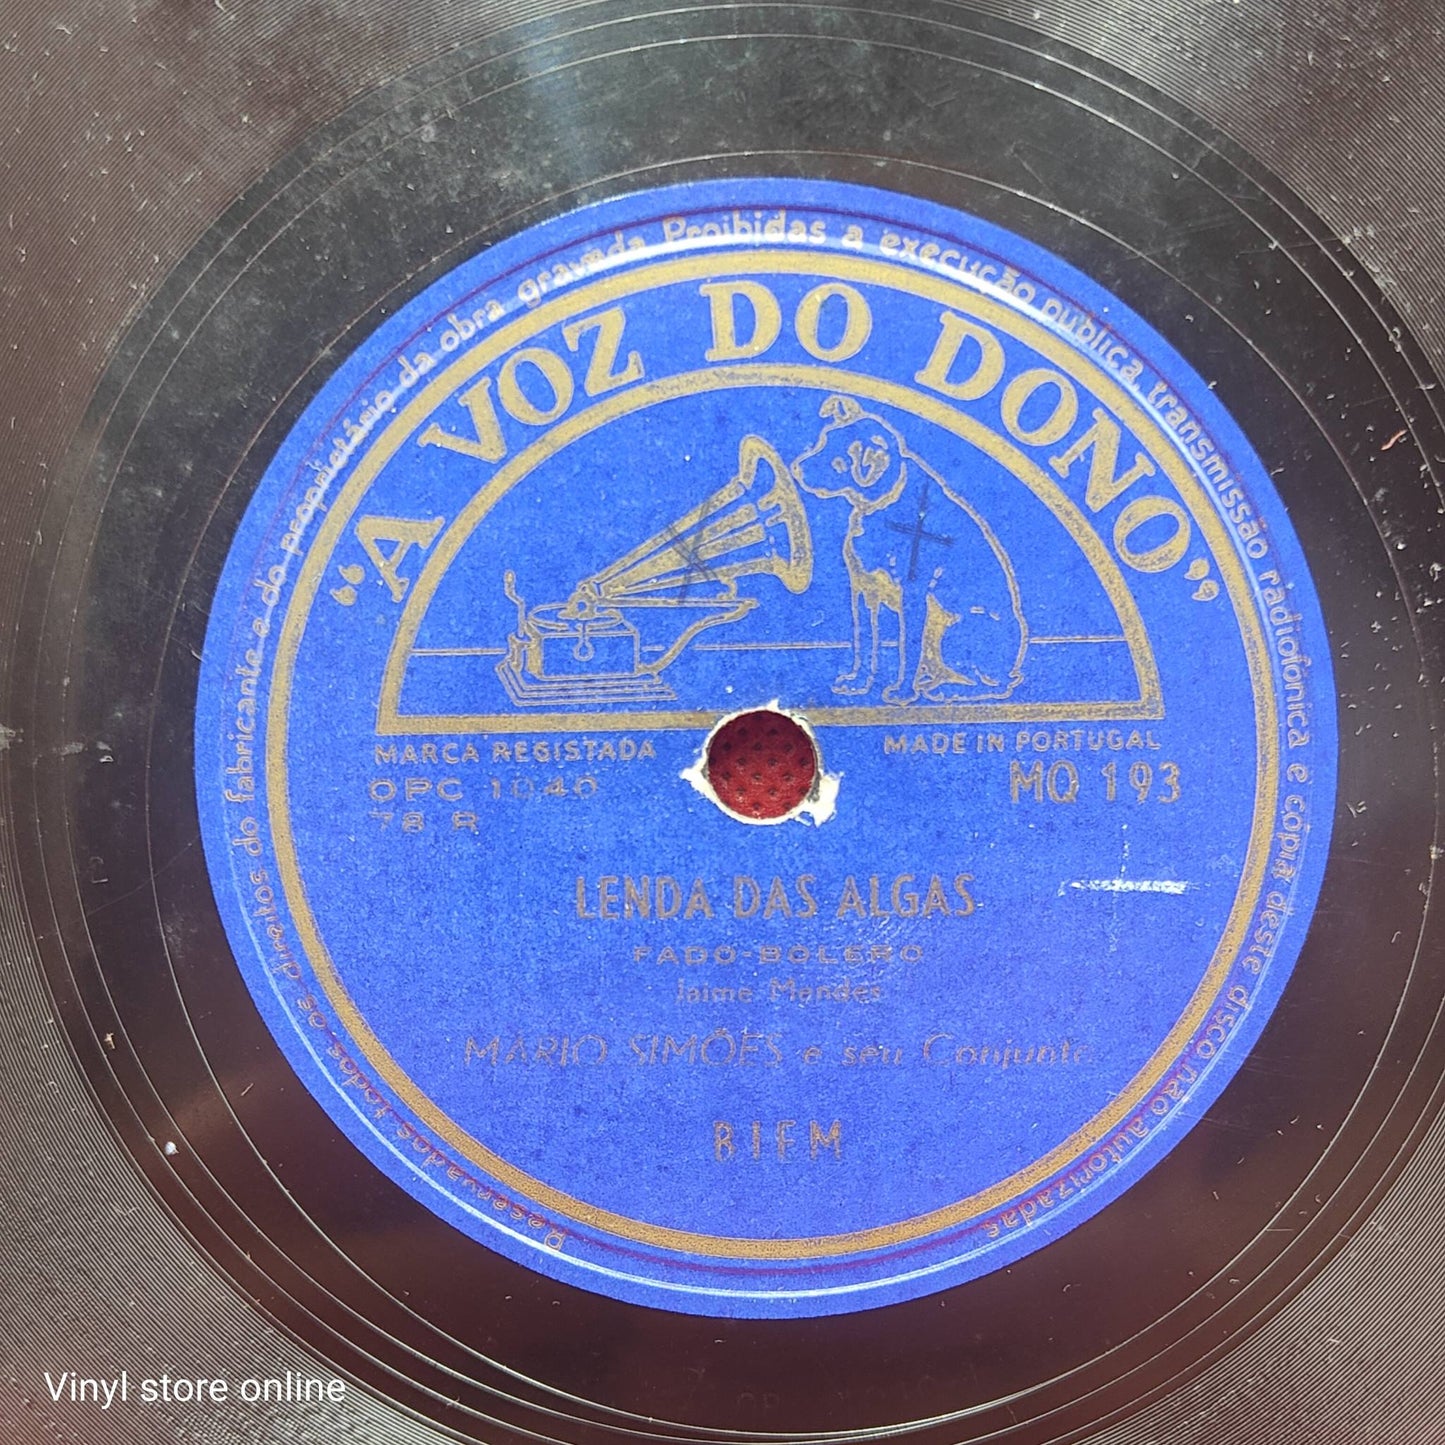 Reservados todos os direitos do fabricante e do proprietário da obra gravada Proibidas a execução publica, transmissão radiofonica e cópia deste disco não autorizadas
"A VOZ DO DONO"
MARCA REGISTADA
MADE IN PORTUGAL
OPC 1040
MQ 193
78 R
LENDA DAS ALGAS
FADO-BOLERO
Jaime Mendes
MÁRIO SIMÕES e seu Conjunto
BIEM
Vinyl store online